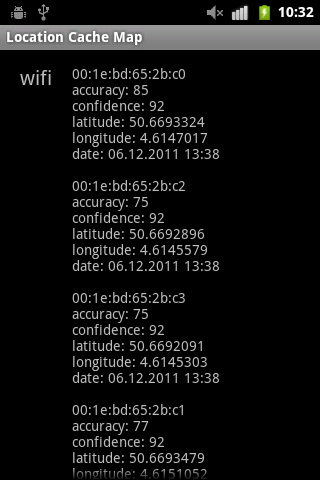 10:32
Location Cache Map
wifi
00:1e:bd:65:2b:c0
accuracy: 85
confidence: 92
latitude: 50.6693324
longitude: 4.6147017
date: 06.12.2011 13:38
00:1e:bd:65:2b:c2
accuracy: 75
confidence: 92
latitude: 50.6692896
longitude: 4.6145579
date: 06.12.2011 13:38
00:1e:bd:65:2b:c3
accuracy: 75
confidence: 92
latitude: 50.6692091
longitude: 4.6145303
date: 06.12.2011 13:38
00:1e:bd:65:2b:c1
accuracy: 77
confidence: 92
latitude: 50.6693479
longitude: 4.6151052